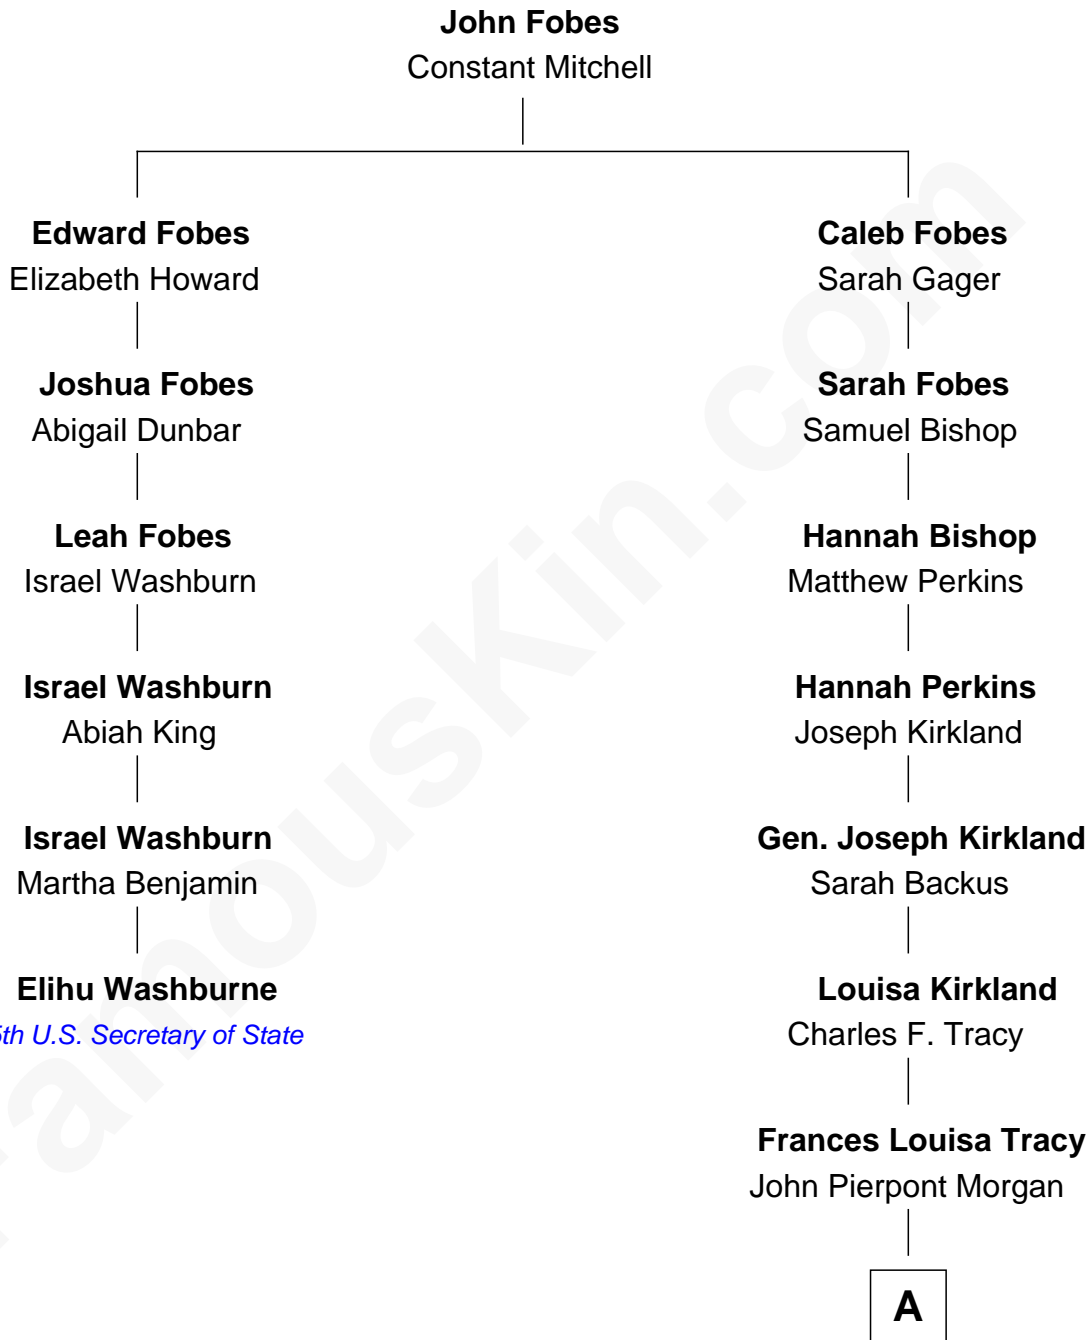 John Fobes
Constant Mitchell
Edward Fobes
Elizabeth Howard
Caleb Fobes
Sarah Gager
Joshua Fobes
Abigail Dunbar
Sarah Fobes
Samuel Bishop
Leah Fobes
Israel Washburn
Hannah Bishop
Matthew Perkins
Israel Washburn
Abiah King
Hannah Perkins
Joseph Kirkland
Israel Washburn
Martha Benjamin
Gen. Joseph Kirkland
Sarah Backus
Elihu Washburne
5th U.S. Secretary of State
Louisa Kirkland
Charles F. Tracy
Frances Louisa Tracy
John Pierpont Morgan
A
FamousKin.com